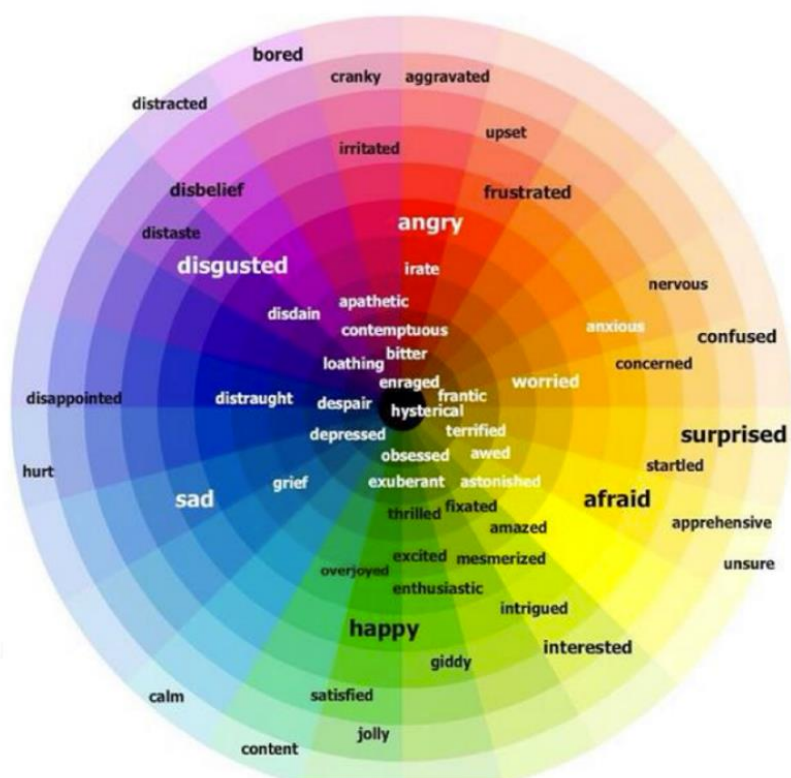 bored
cranky
aggravated
distracted
upset
irritated
disbelief
frustrated
angry
distaste
disgusted
irate
nervous
apathetic
disdain
anxious
contemptuous
confused
bitter
loathing
concerned
enraged
worried
frantic
disappointed
distraught
despair
hysterical
terrified
depressed
surprised
obsessed
awed
startled
hurt
grief
exuberant
astonished
sad
afraid
fixated
thrilled
amazed
apprehensive
excited
mesmerized
unsure
overjoyed
enthusiastic
intrigued
happy
interested
giddy
calm
satisfied
jolly
content